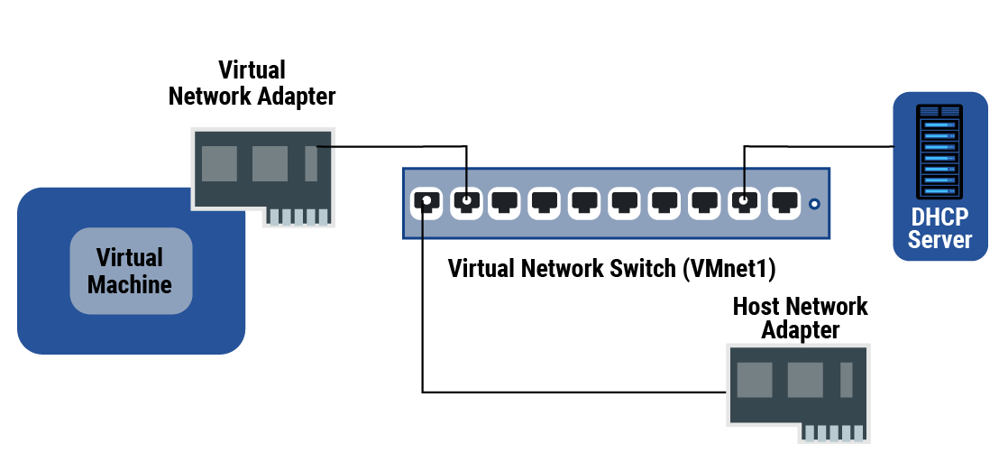 Virtual
Network Adapter
Virtual
Machine
Virtual Network Switch (VMnet1)
DHCP
Server
Host Network
Adapter